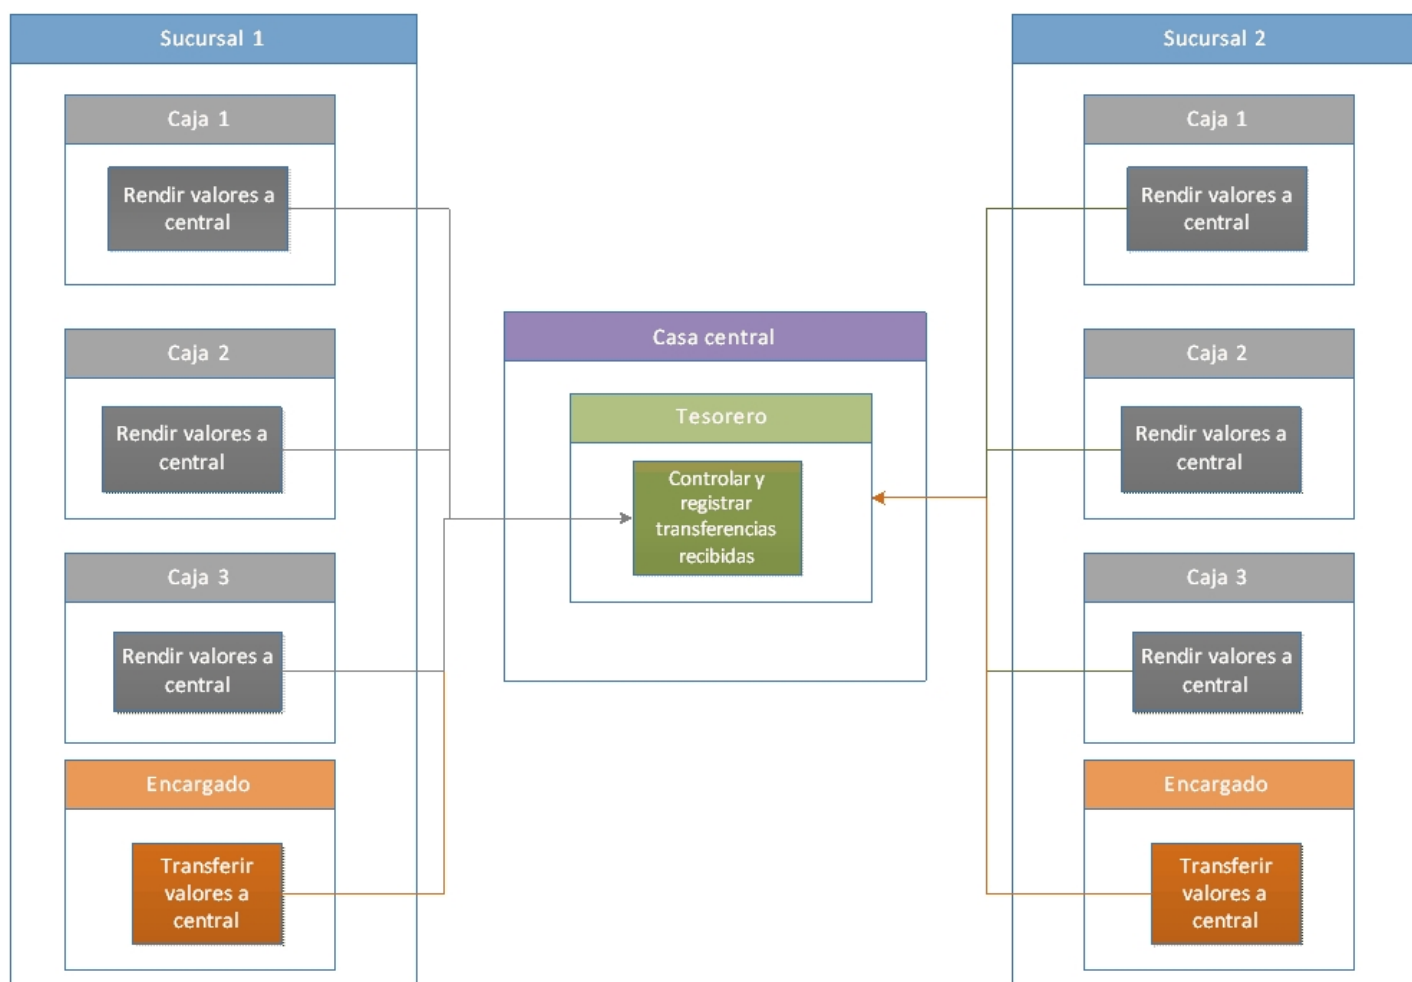 Sucursal 1
Caja 1
Rendir valores a
central
Caja 2
Rendir valores a
central
Caja 3
Rendir valores a
central
Encargado
Transferir
valores a
central
Casa central
Tesorero
Controlar y
registrar
transferencias
recibidas
Sucursal 2
Caja 1
Rendir valores a
central
Caja 2
Rendir valores a
central
Caja 3
Rendir valores a
central
Encargado
Transferir
valores a
central